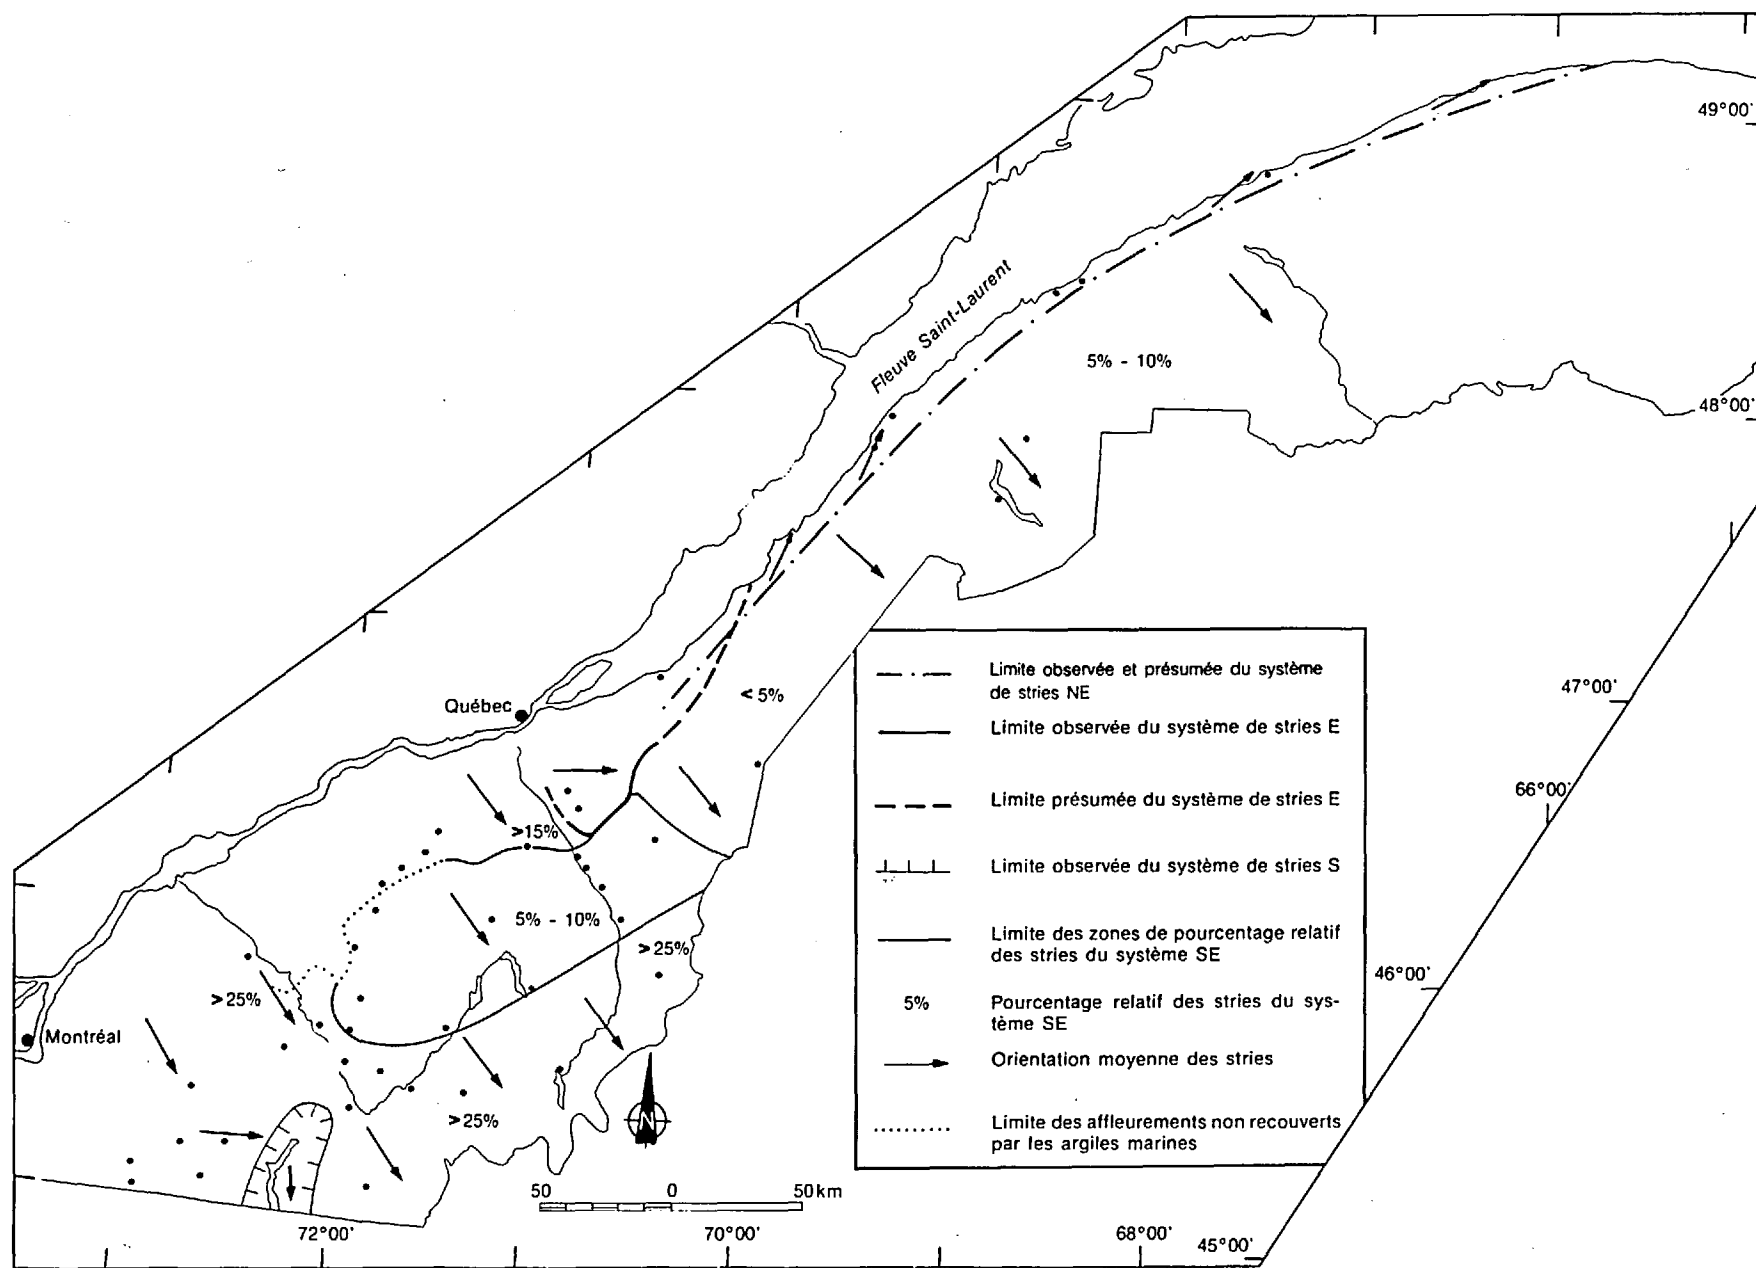 49°00'
Fleuve Saint-Laurent
5% - 10%
48°00'
< 5%
Québec
47°00'
>15%
66°00'
5% - 10%
>25%
46°00'
>25%
Montréal
>25%
N
50 0 50 km
72°00'
70°00'
68°00'
45°00'
Limite observée et présumée du système
de stries NE
Limite observée du système de stries E
Limite présumée du système de stries E
Limite observée du système de stries S
Limite des zones de pourcentage relatif
des stries du système SE
5% Pourcentage relatif des stries du sys-
tème SE
Orientation moyenne des stries
Limite des affleurements non recouverts
par les argiles marines